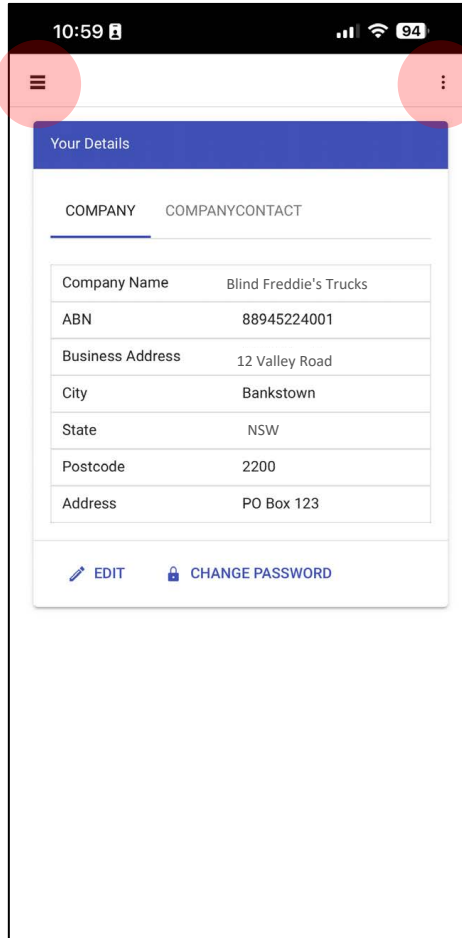 10:59
94
Your Details
COMPANY COMPANYCONTACT
Company Name Blind Freddie's Trucks
ABN 88945224001
Business Address 12 Valley Road
City Bankstown
State NSW
Postcode 2200
Address PO Box 123
EDIT CHANGE PASSWORD